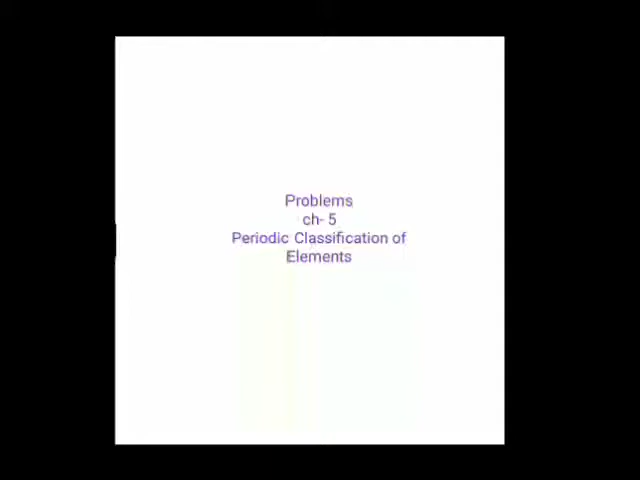 Problems
ch- 5
Periodic Classification of
Elements